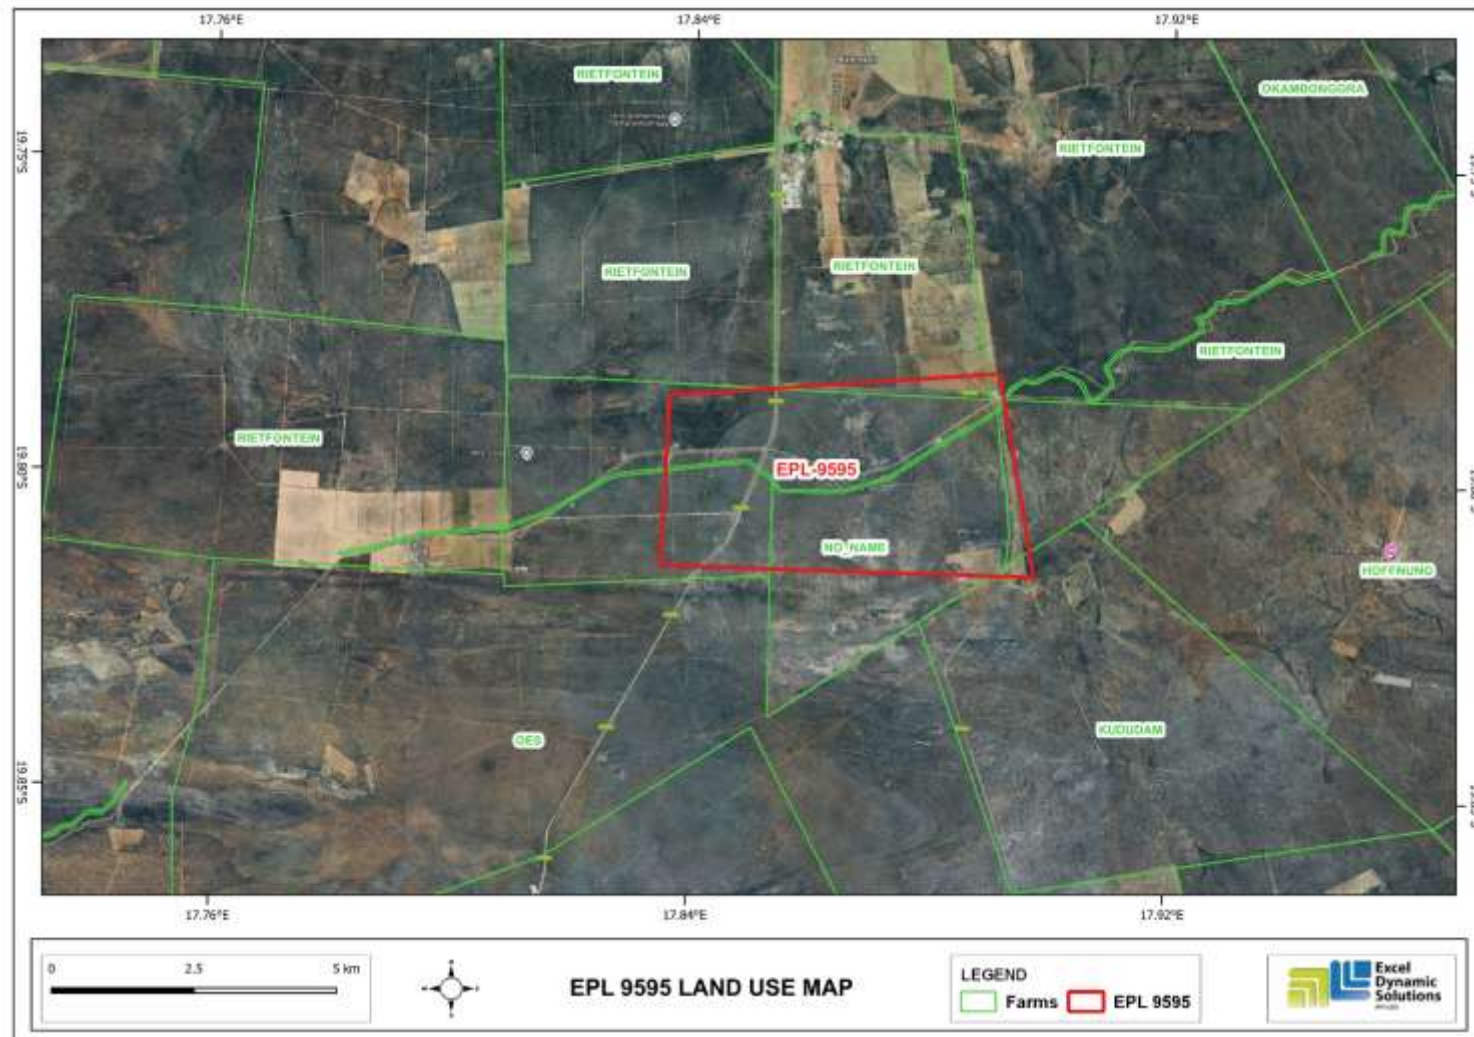 17.76°E
17.84°E
17.92°E
RIETFONTEIN
OKAMBONGGRA
19.75°S
RIETFONTEIN
RIETFONTEIN
RIETFONTEIN
RIETFONTEIN
RIETFONTEIN
19.80°S
EPL-9595
NO_NAME
HOFFNUNG
OES
KUDUDAM
19.85°S
17.76°E
17.84°E
17.92°E
0 2.5 5 km
EPL 9595 LAND USE MAP
LEGEND
Farms
EPL 9595
Excel
Dynamic
Solutions